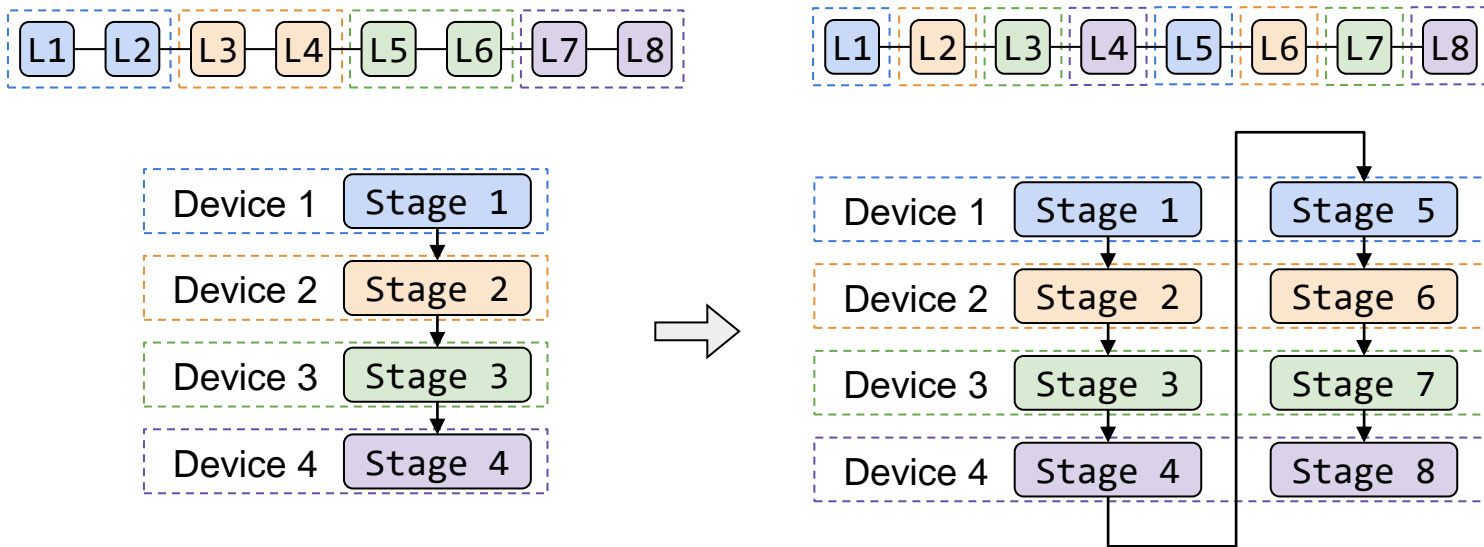 L1 L2 L3 L4 L5 L6 L7 L8
Device 1 Stage 1
Device 2 Stage 2
Device 3 Stage 3
Device 4 Stage 4
L1 L2 L3 L4 L5 L6 L7 L8
Device 1 Stage 1 Stage 5
Device 2 Stage 2 Stage 6
Device 3 Stage 3 Stage 7
Device 4 Stage 4 Stage 8